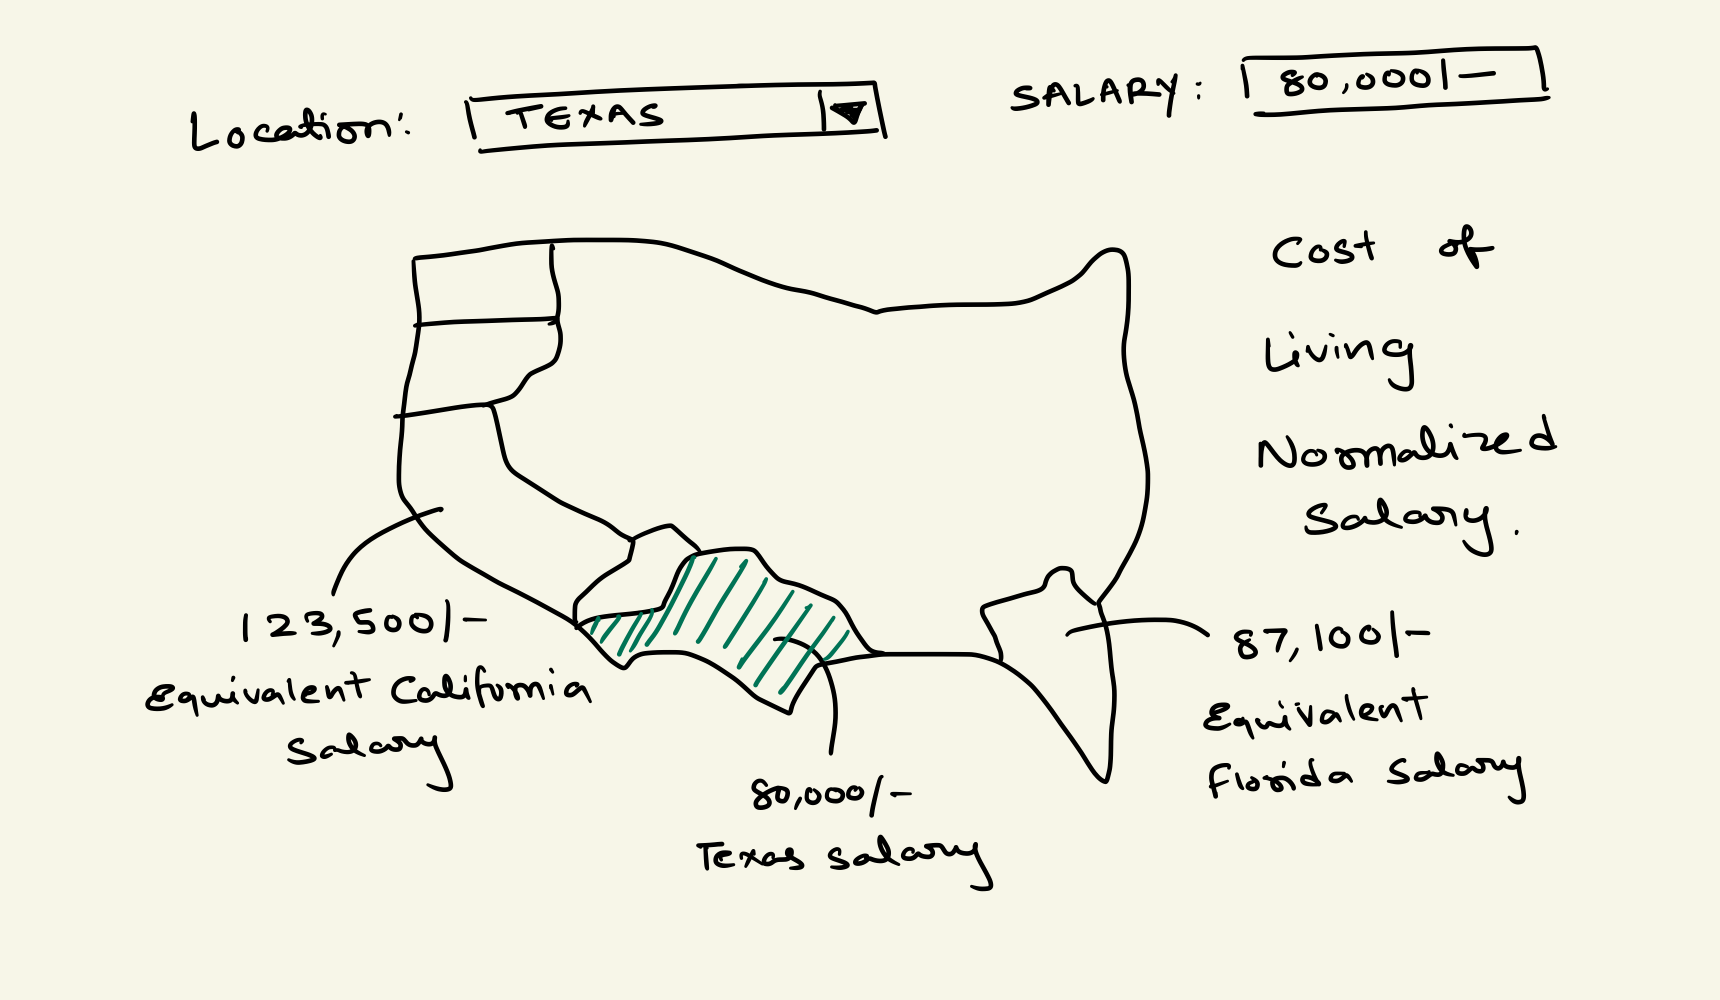 Location:
TEXAS
SALARY:
80,000/-
Cost of
Living
Normalized
Salary.
123,500/-
Equivalent California
Salary
87,100/-
Equivalent
Florida Salary
80,000/-
Texas salary